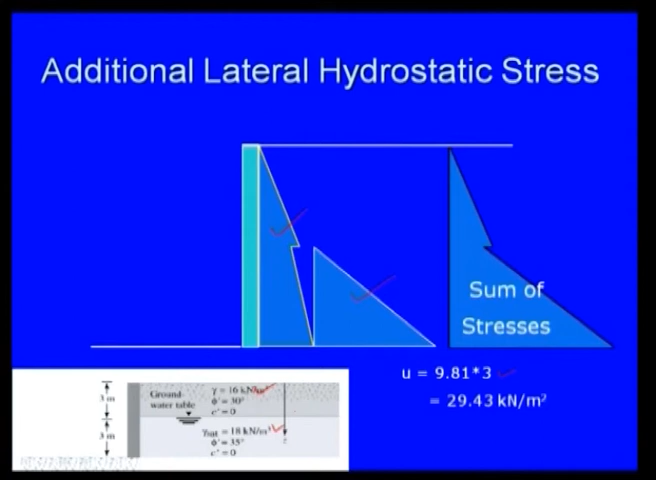 Additional Lateral Hydrostatic Stress
Sum of
Stresses
u = 9.81*3
= 29.43 kN/m²
3 m
3 m
Ground
water table
γ = 16 kN/m³
ϕ' = 30°
c' = 0
γsat = 18 kN/m³
ϕ' = 35°
c' = 0
z